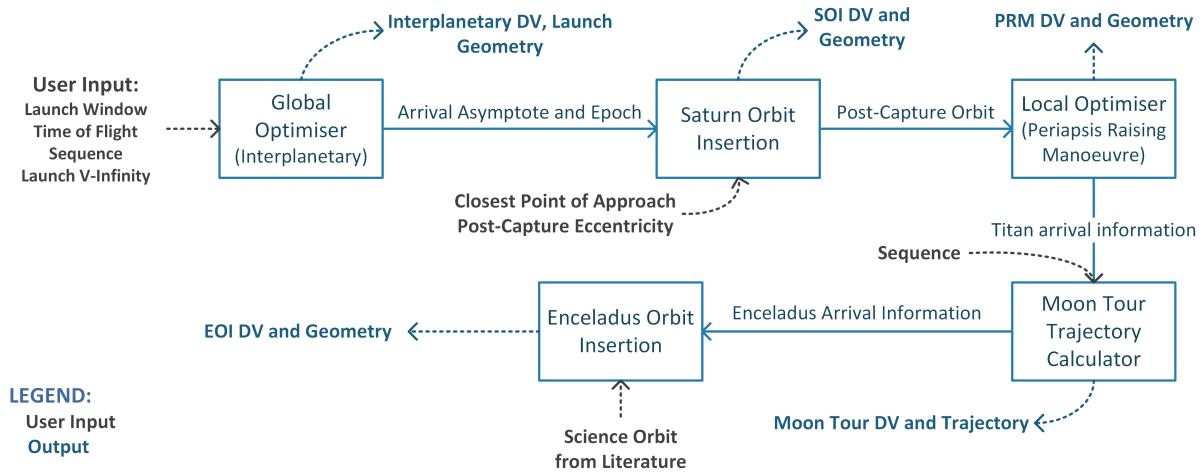 Interplanetary DV, Launch
Geometry
SOI DV and
Geometry
PRM DV and Geometry
User Input:
Launch Window
Time of Flight
Sequence
Launch V-Infinity
Global
Optimiser
(Interplanetary)
Arrival Asymptote and Epoch
Saturn Orbit
Insertion
Post-Capture Orbit
Local Optimiser
(Periapsis Raising
Manoeuvre)
Closest Point of Approach
Post-Capture Eccentricity
Titan arrival information
Sequence
Moon Tour
Trajectory
Calculator
Enceladus Arrival Information
Enceladus Orbit
Insertion
EOI DV and Geometry
Moon Tour DV and Trajectory
Science Orbit
from Literature
LEGEND:
User Input
Output